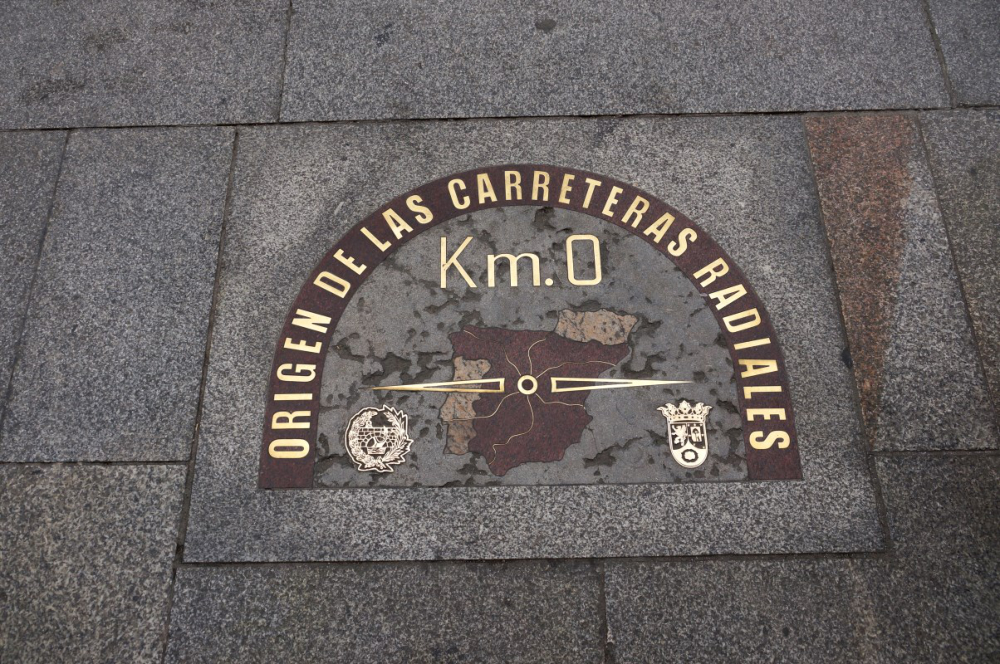 ORIGEN DE LAS CARRETERAS RADIALES
Km. 0